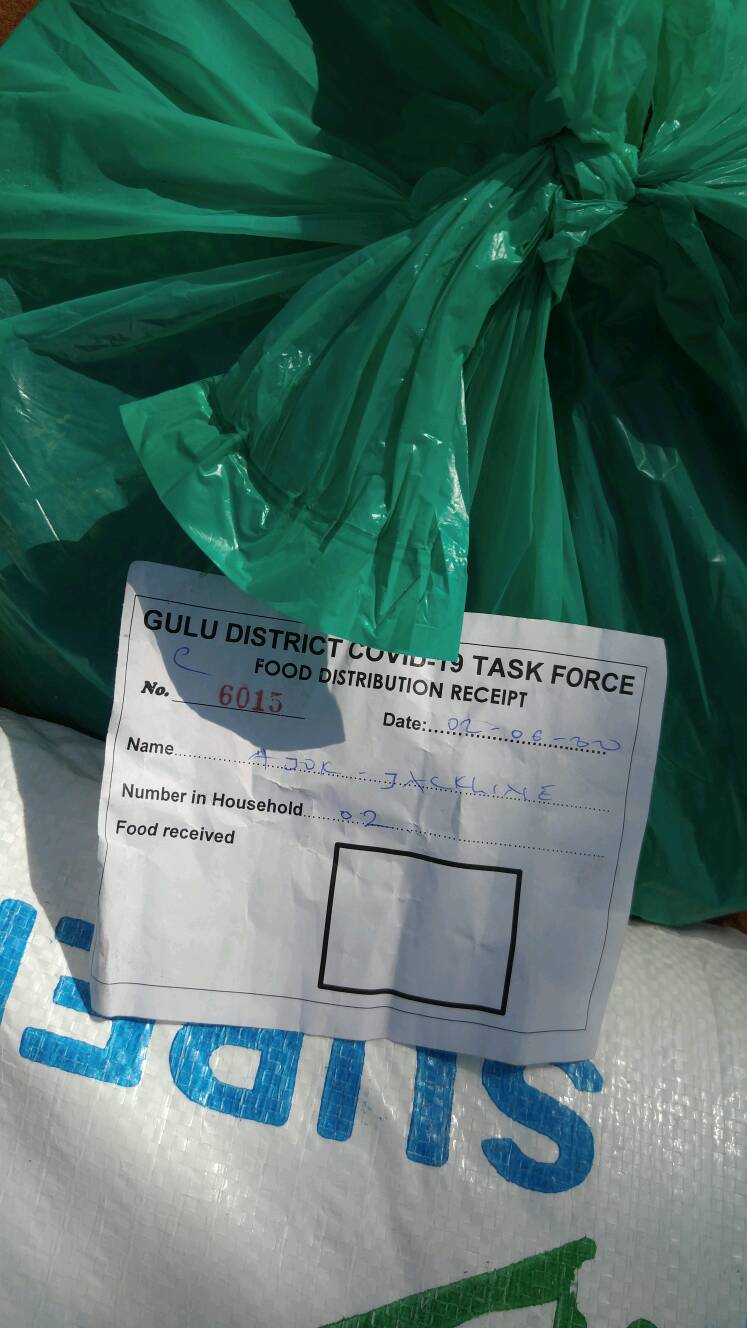 GULU DISTRICT COVID-19 TASK FORCE
C FOOD DISTRIBUTION RECEIPT
No. 6015
Date: 02-06-20
Name AJOK - JACKLINE
Number in Household 02
Food received
SUPE